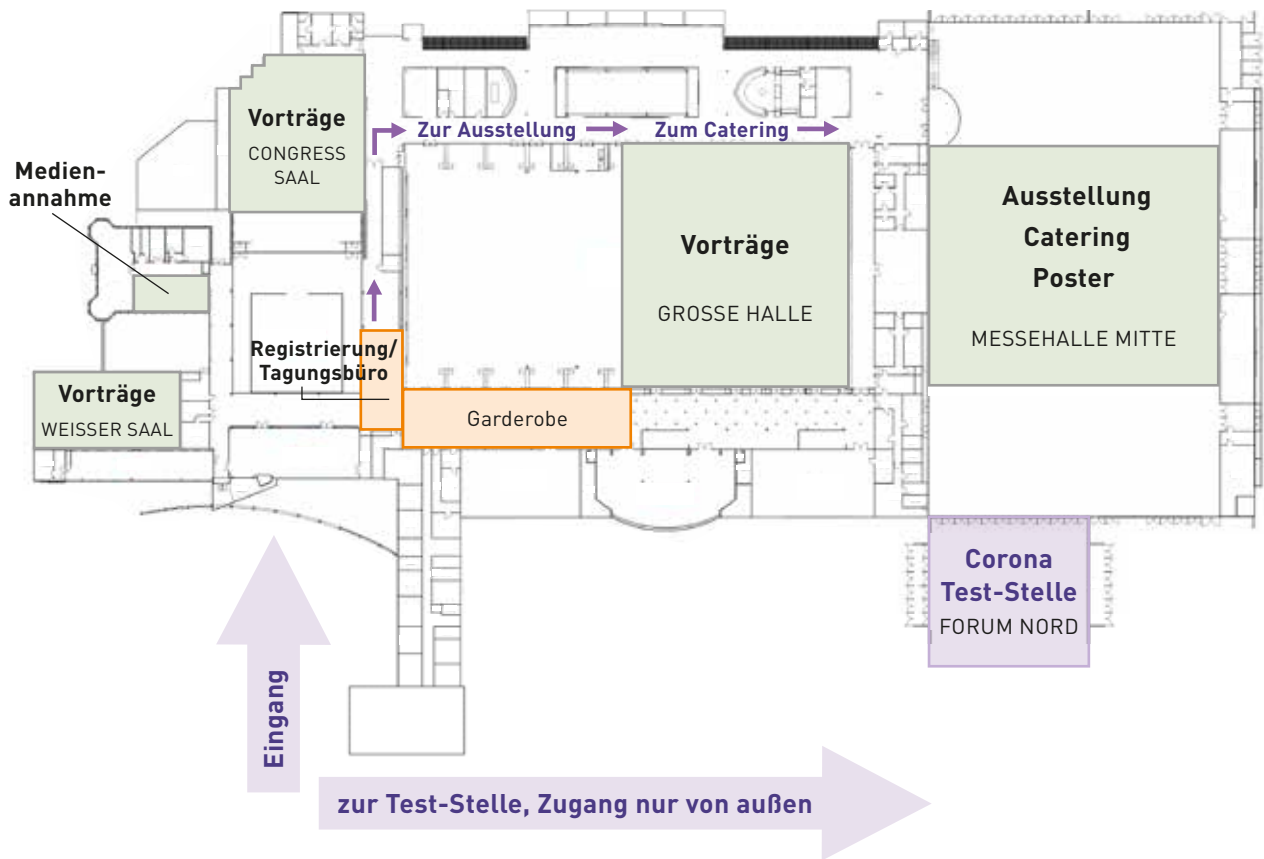 Vorträge
CONGRESS
SAAL
Zur Ausstellung
Zum Catering
Medien-
annahme
Vorträge
GROSSE HALLE
Ausstellung
Catering
Poster
MESSEHALLE MITTE
Registrierung/
Tagungsbüro
Vorträge
WEISSER SAAL
Garderobe
Corona
Test-Stelle
FORUM NORD
Eingang
zur Test-Stelle, Zugang nur von außen